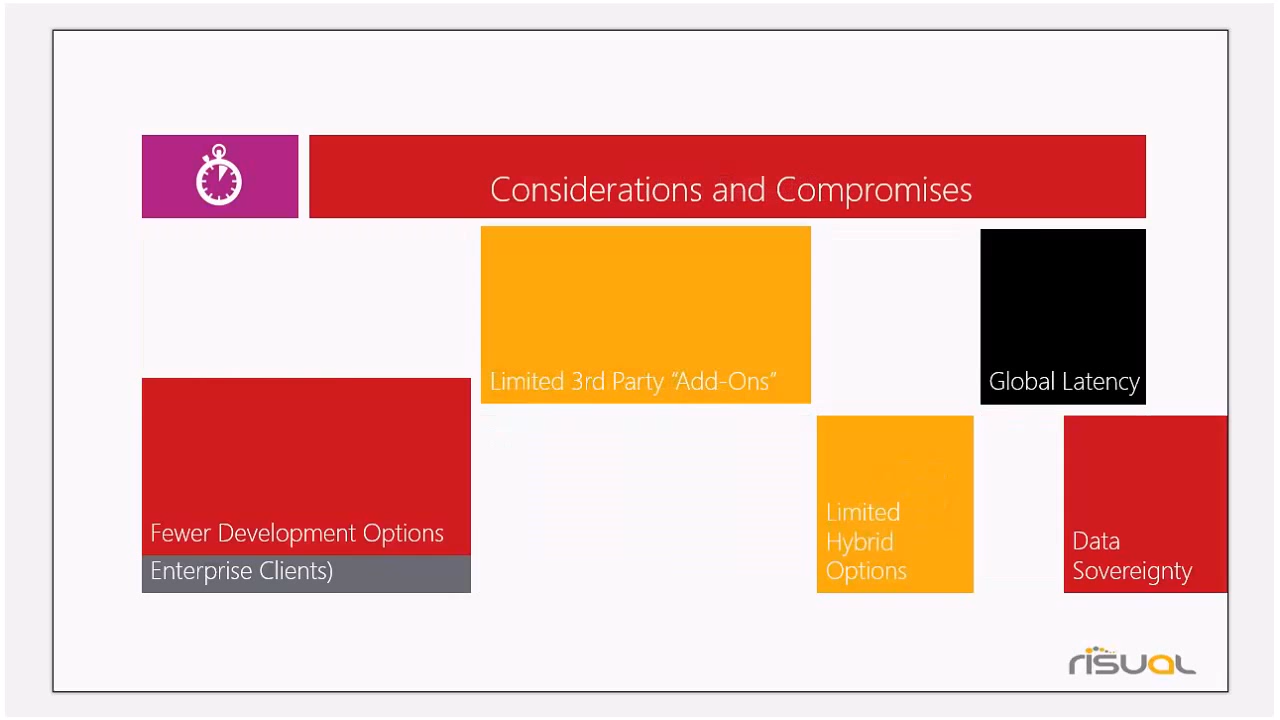 Considerations and Compromises
Limited 3rd Party “Add-Ons”
Global Latency
Fewer Development Options
Enterprise Clients)
Limited
Hybrid
Options
Data
Sovereignty
risual